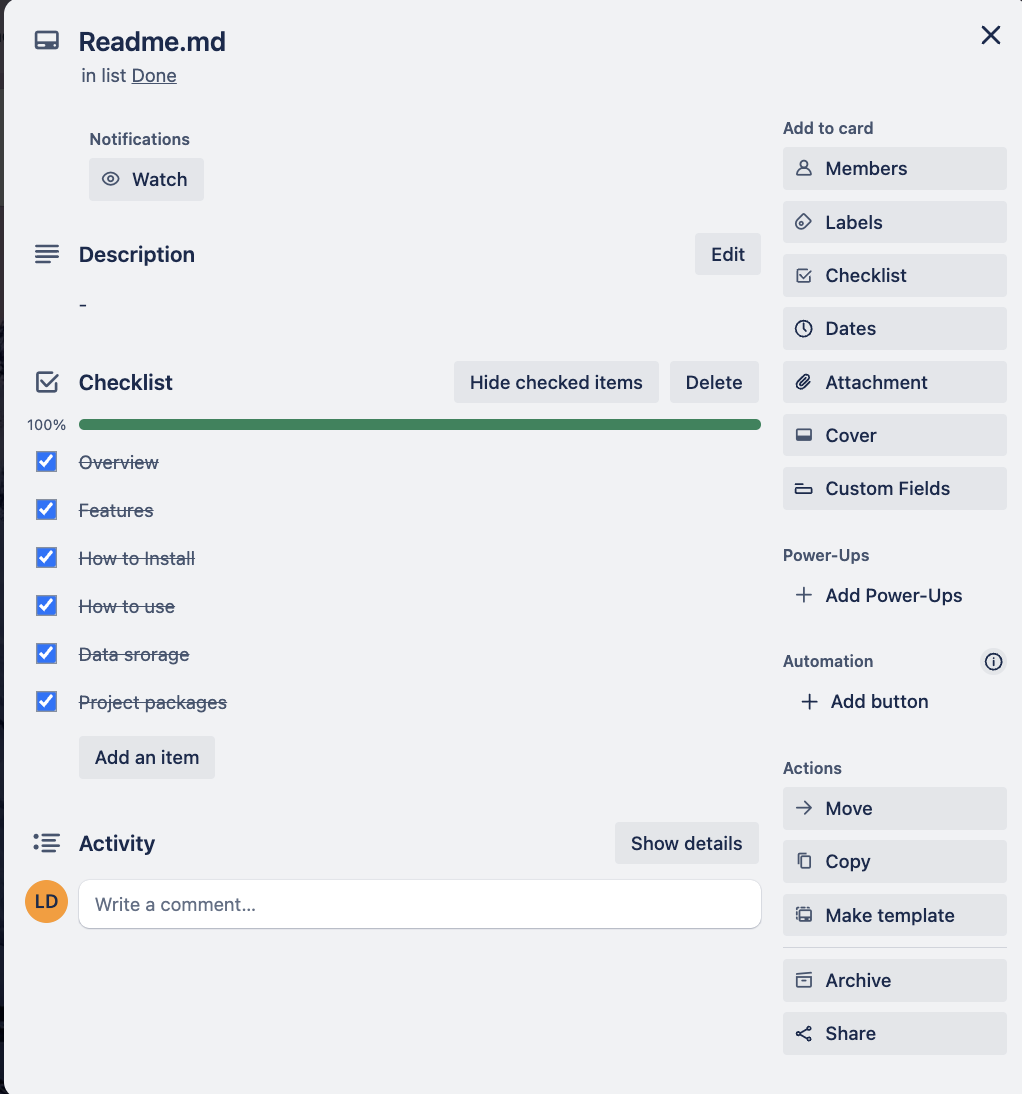 Readme.md
in list Done
Notifications
Watch
Description
Edit
-
Checklist
Hide checked items
Delete
100%
Overview
Features
How to Install
How to use
Data srorage
Project packages
Add an item
Activity
Show details
LD
Write a comment...
Add to card
Members
Labels
Checklist
Dates
Attachment
Cover
Custom Fields
Power-Ups
Add Power-Ups
Automation
Add button
Actions
Move
Copy
Make template
Archive
Share